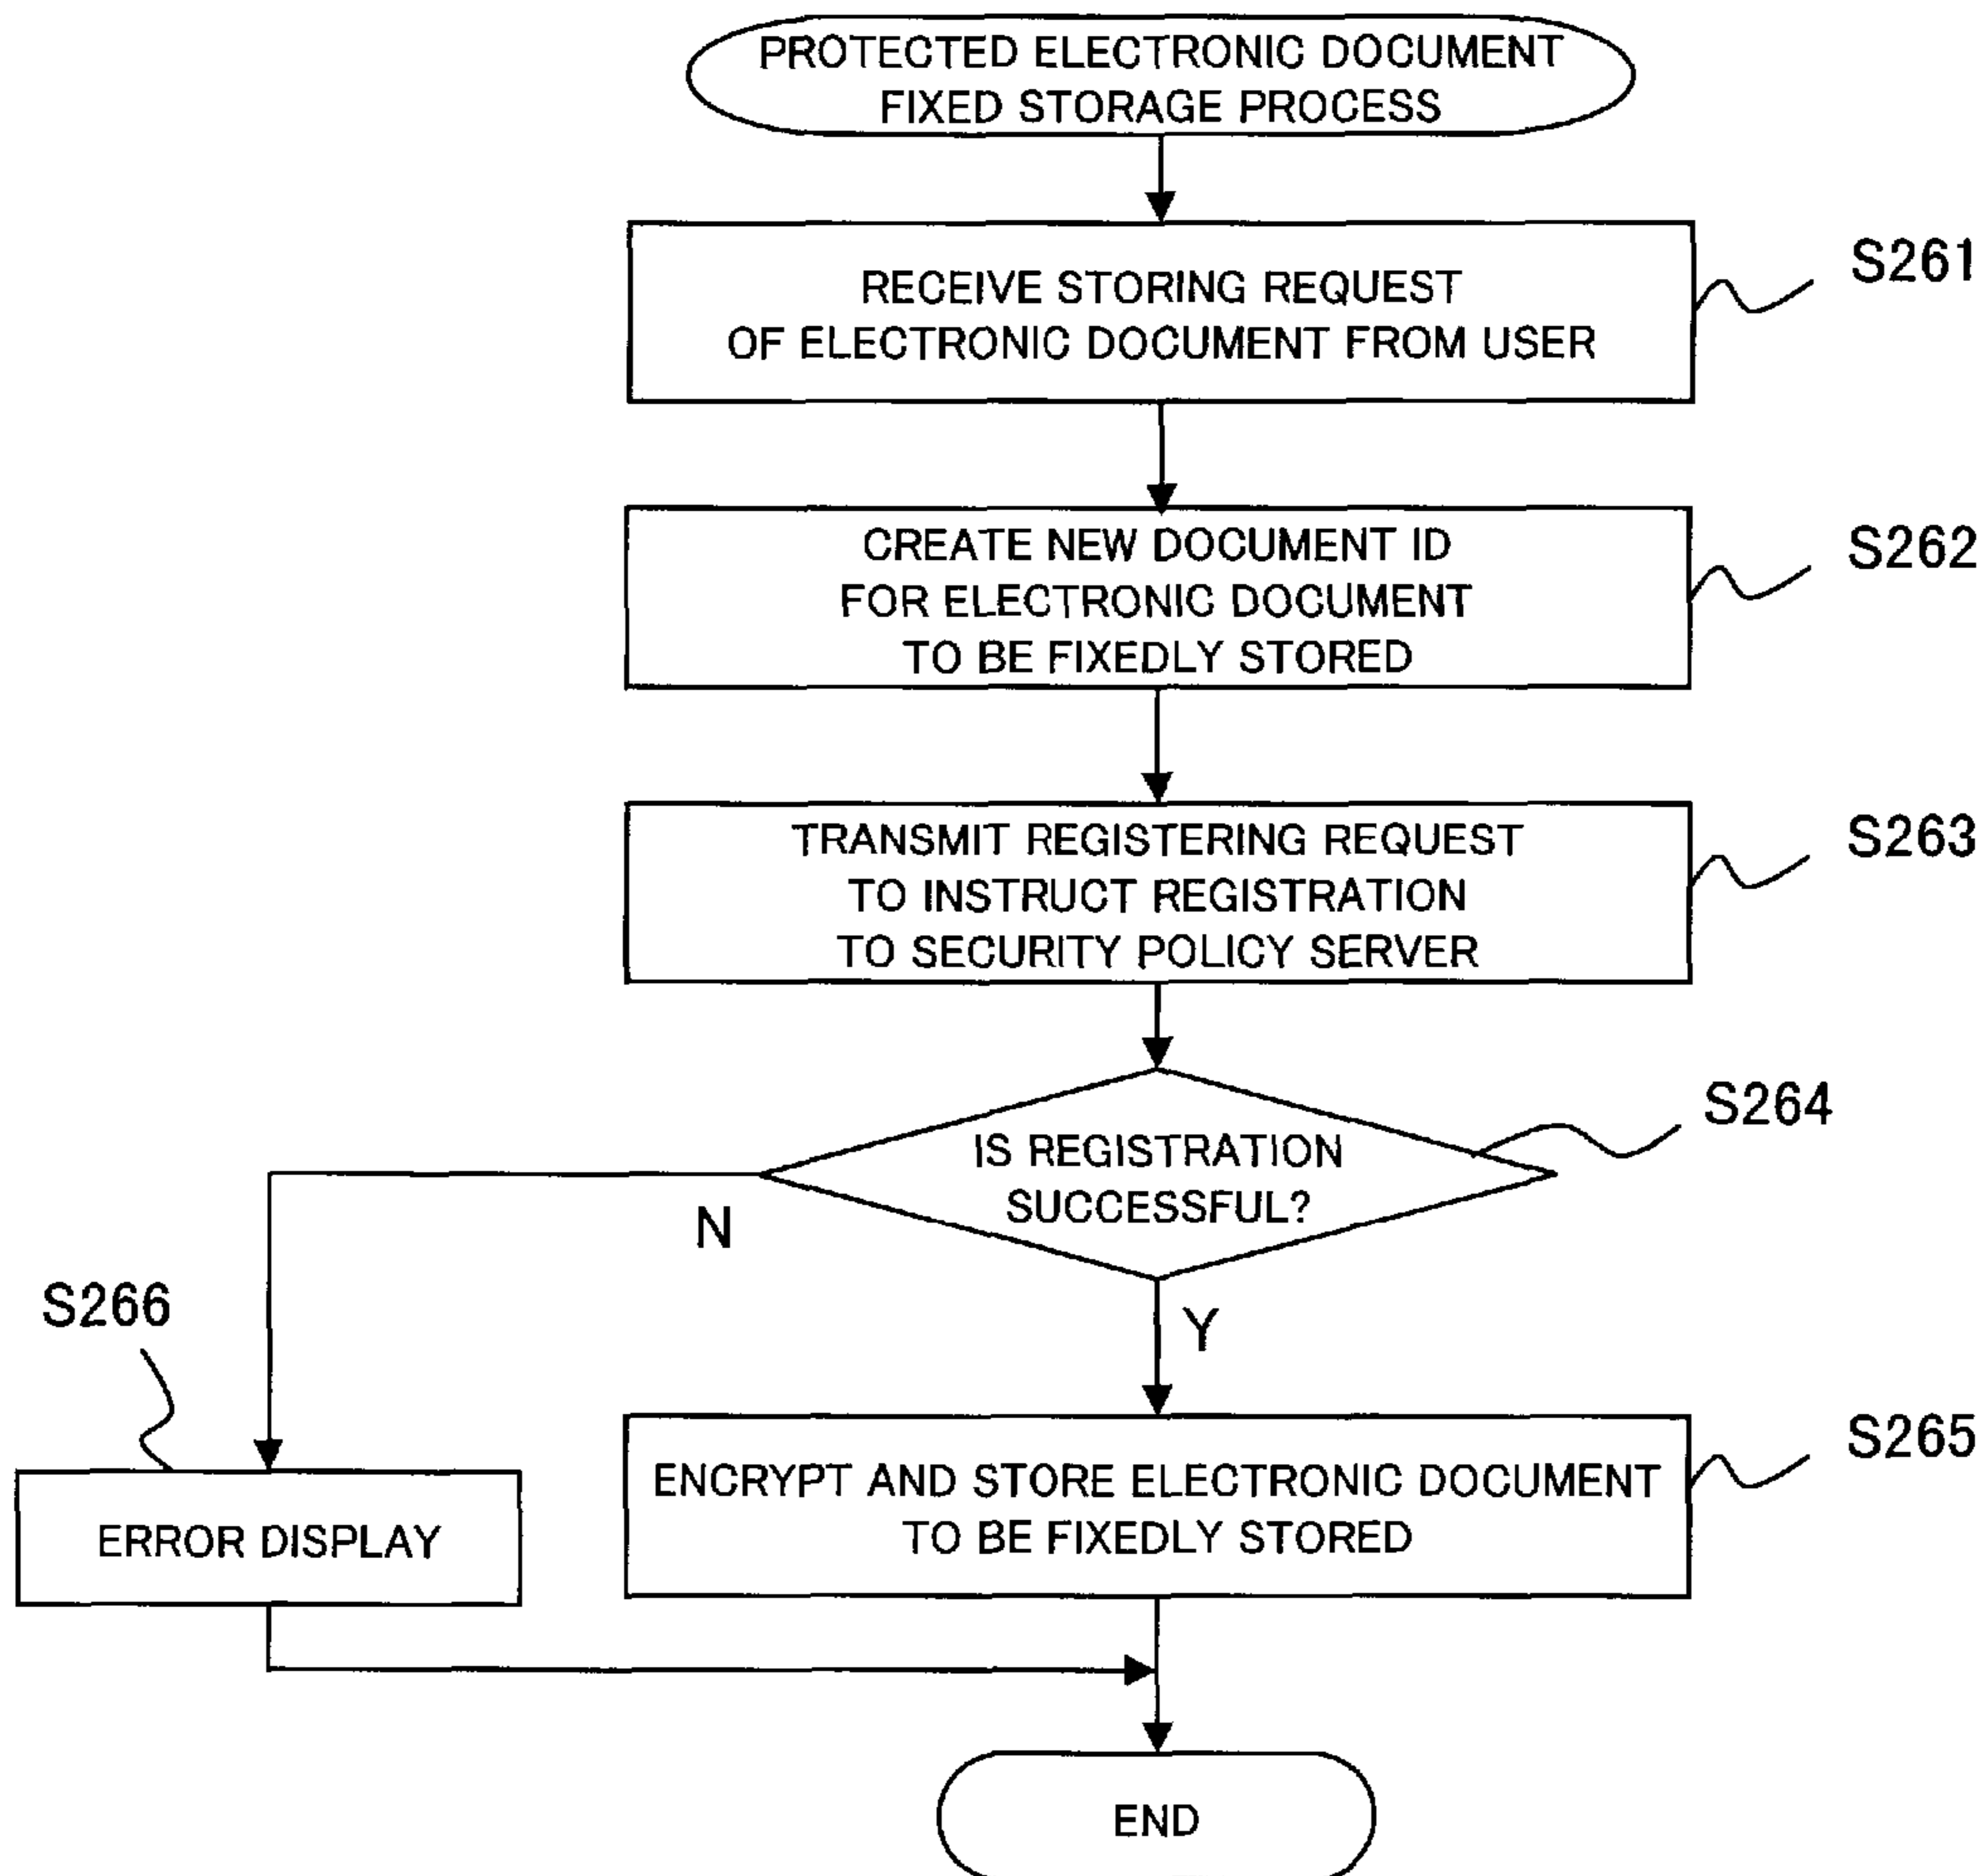 PROTECTED ELECTRONIC DOCUMENT
FIXED STORAGE PROCESS
RECEIVE STORING REQUEST
OF ELECTRONIC DOCUMENT FROM USER
S261
CREATE NEW DOCUMENT ID
FOR ELECTRONIC DOCUMENT
TO BE FIXEDLY STORED
S262
TRANSMIT REGISTERING REQUEST
TO INSTRUCT REGISTRATION
TO SECURITY POLICY SERVER
S263
IS REGISTRATION
SUCCESSFUL?
S264
N
Y
S266
ERROR DISPLAY
ENCRYPT AND STORE ELECTRONIC DOCUMENT
TO BE FIXEDLY STORED
S265
END